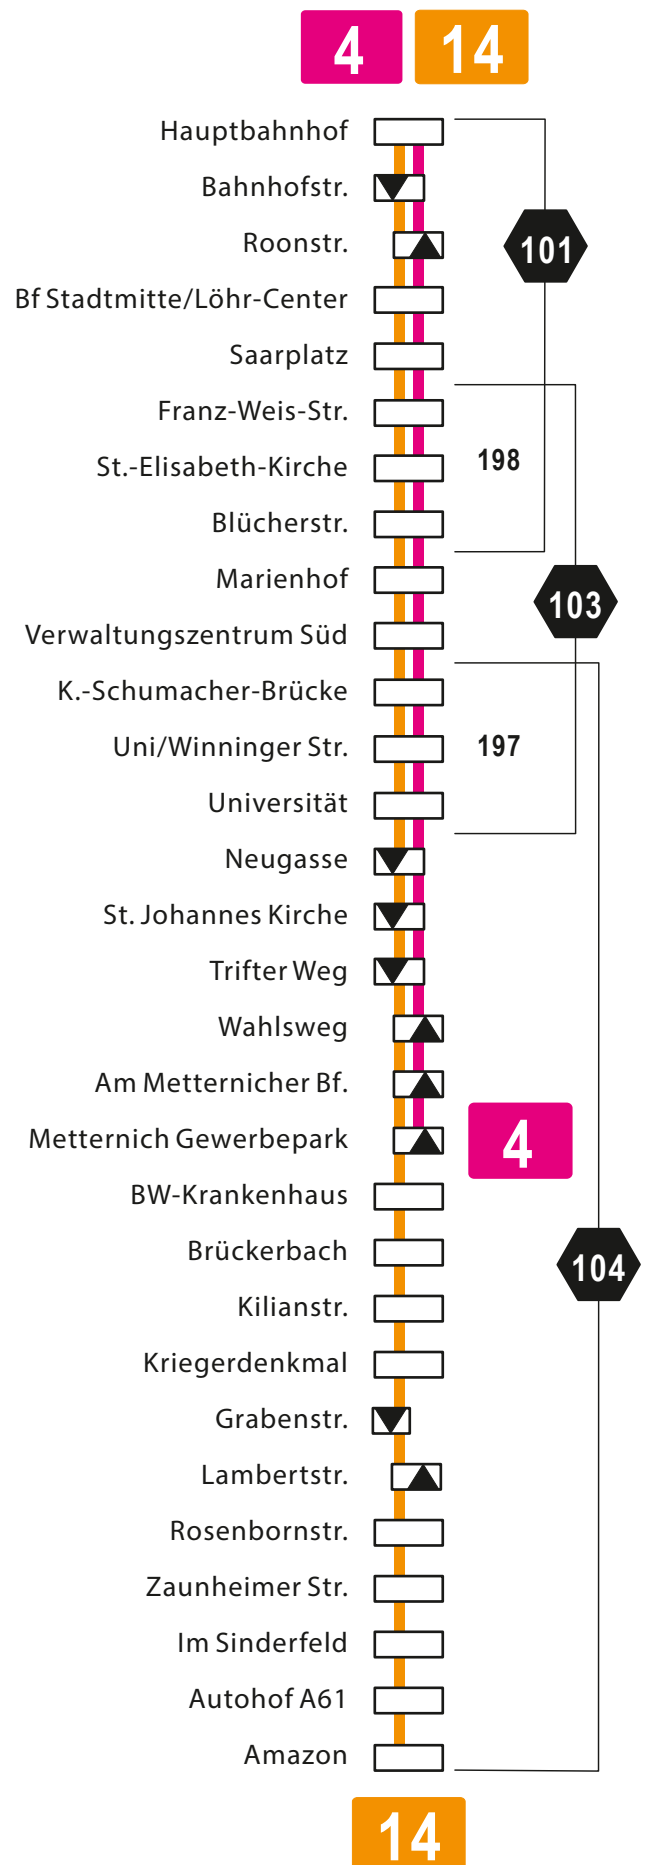 4 14
Hauptbahnhof
Bahnhofstr.
Roonstr.
101
Bf Stadtmitte/Löhr-Center
Saarplatz
Franz-Weis-Str.
St.-Elisabeth-Kirche
198
Blücherstr.
Marienhof
103
Verwaltungszentrum Süd
K.-Schumacher-Brücke
Uni/Winninger Str.
197
Universität
Neugasse
St. Johannes Kirche
Trifter Weg
Wahlsweg
Am Metternicher Bf.
Metternich Gewerbepark
4
BW-Krankenhaus
Brückerbach
104
Kilianstr.
Kriegerdenkmal
Grabenstr.
Lambertstr.
Rosenbornstr.
Zaunheimer Str.
Im Sinderfeld
Autohof A61
Amazon
14